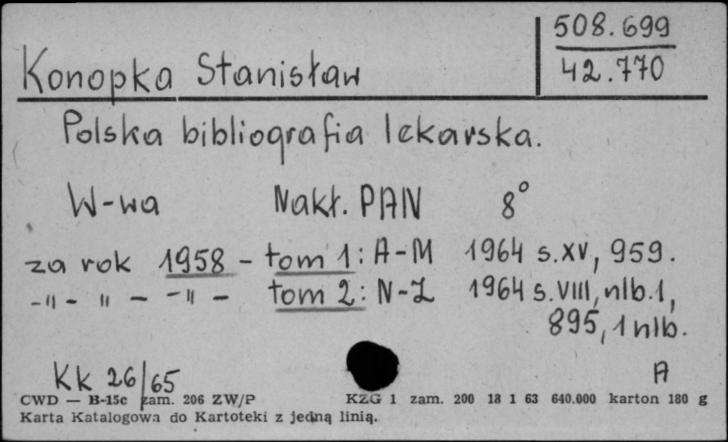 508.699
Konopka Stanisław
42.770
Polska bibliografia lekarska.
W-wa Nakł. PAN 8°
za rok 1958 - tom 1: A-M 1964 s.XV, 959.
-"- " - -"- tom 2: N-Z 1964 s.VIII, nlb.1,
895, 1 nlb.
Kk 26/65 A
CWD — B-15c zam. 206 ZW/P KZG 1 zam. 200 18 1 63 640.000 karton 180 g
Karta Katalogowa do Kartoteki z jedną linią.